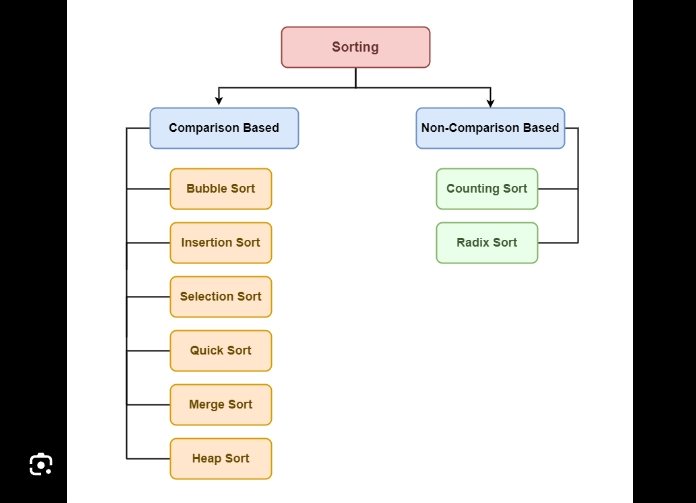 Sorting
Comparison Based
Non-Comparison Based
Bubble Sort
Counting Sort
Insertion Sort
Radix Sort
Selection Sort
Quick Sort
Merge Sort
Heap Sort